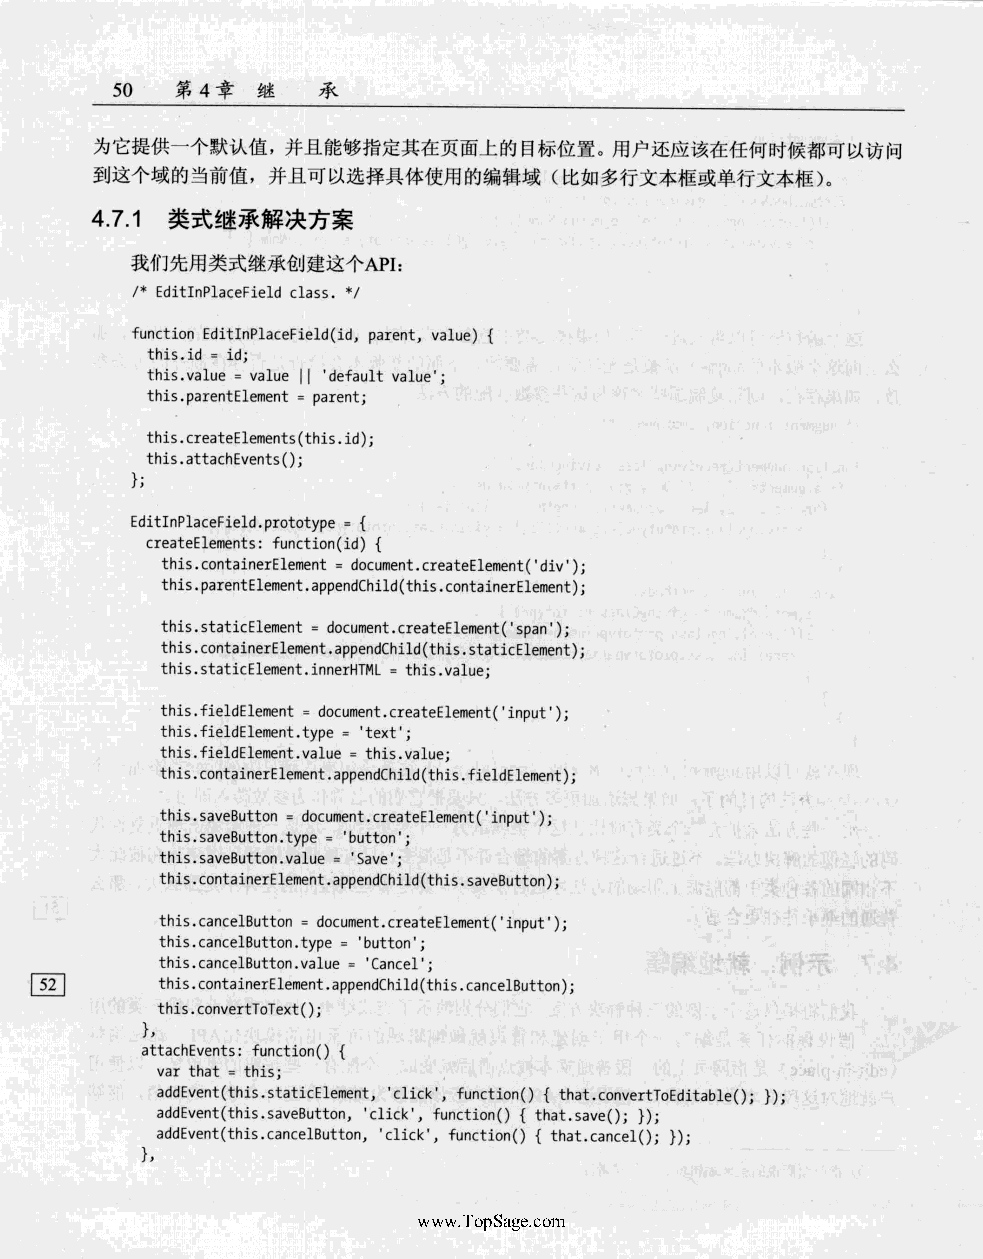 50 第4章 继 承
为它提供一个默认值，并且能够指定其在页面上的目标位置。用户还应该在任何时候都可以访问
到这个域的当前值，并且可以选择具体使用的编辑域（比如多行文本框或单行文本框）。
4.7.1 类式继承解决方案
我们先用类式继承创建这个API：
/* EditInPlaceField class. */
function EditInPlaceField(id, parent, value) {
this.id = id;
this.value = value || 'default value';
this.parentElement = parent;
this.createElements(this.id);
this.attachEvents();
};
EditInPlaceField.prototype = {
createElements: function(id) {
this.containerElement = document.createElement('div');
this.parentElement.appendChild(this.containerElement);
this.staticElement = document.createElement('span');
this.containerElement.appendChild(this.staticElement);
this.staticElement.innerHTML = this.value;
this.fieldElement = document.createElement('input');
this.fieldElement.type = 'text';
this.fieldElement.value = this.value;
this.containerElement.appendChild(this.fieldElement);
this.saveButton = document.createElement('input');
this.saveButton.type = 'button';
this.saveButton.value = 'Save';
this.containerElement.appendChild(this.saveButton);
this.cancelButton = document.createElement('input');
this.cancelButton.type = 'button';
this.cancelButton.value = 'Cancel';
52 this.containerElement.appendChild(this.cancelButton);
this.convertToText();
},
attachEvents: function() {
var that = this;
addEvent(this.staticElement, 'click', function() { that.convertToEditable(); });
addEvent(this.saveButton, 'click', function() { that.save(); });
addEvent(this.cancelButton, 'click', function() { that.cancel(); });
},
www.TopSage.com